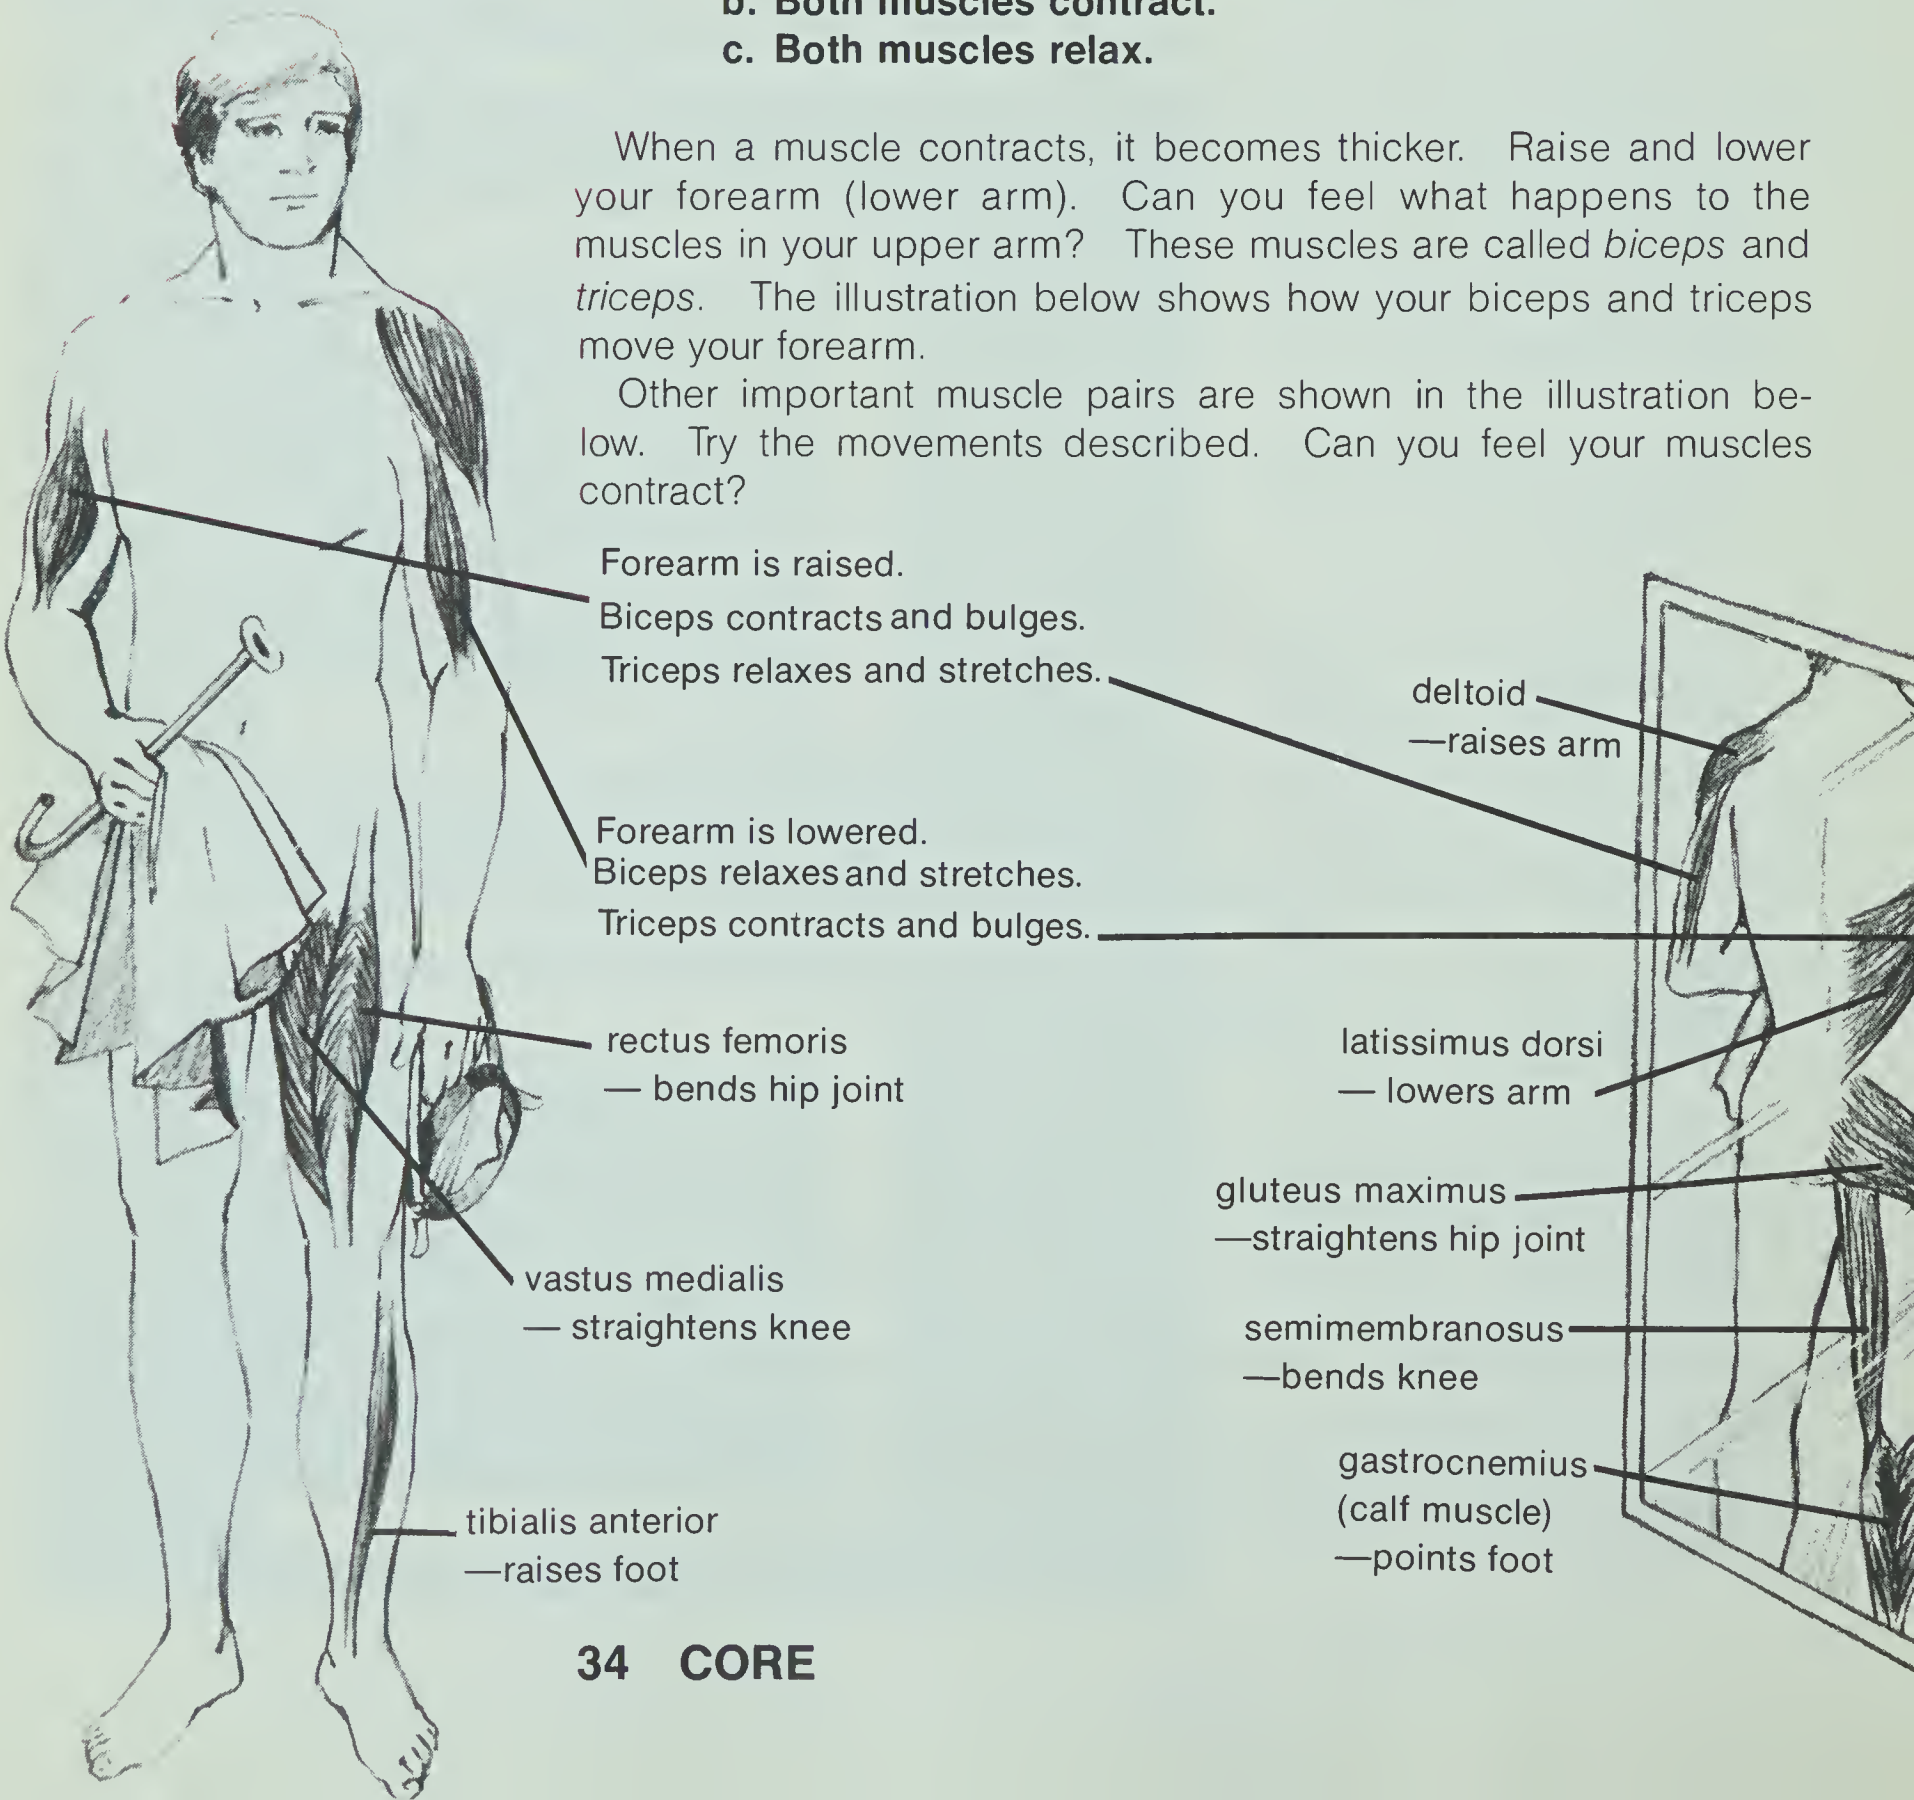 b. Both muscles contract.
c. Both muscles relax.
When a muscle contracts, it becomes thicker. Raise and lower
your forearm (lower arm). Can you feel what happens to the
muscles in your upper arm? These muscles are called biceps and
triceps. The illustration below shows how your biceps and triceps
move your forearm.
Other important muscle pairs are shown in the illustration be-
low. Try the movements described. Can you feel your muscles
contract?
Forearm is raised.
Biceps contracts and bulges.
Triceps relaxes and stretches.
deltoid
—raises arm
Forearm is lowered.
Biceps relaxes and stretches.
Triceps contracts and bulges.
rectus femoris
— bends hip joint
latissimus dorsi
— lowers arm
gluteus maximus
—straightens hip joint
vastus medialis
— straightens knee
semimembranosus
—bends knee
gastrocnemius
(calf muscle)
—points foot
tibialis anterior
—raises foot
34 CORE